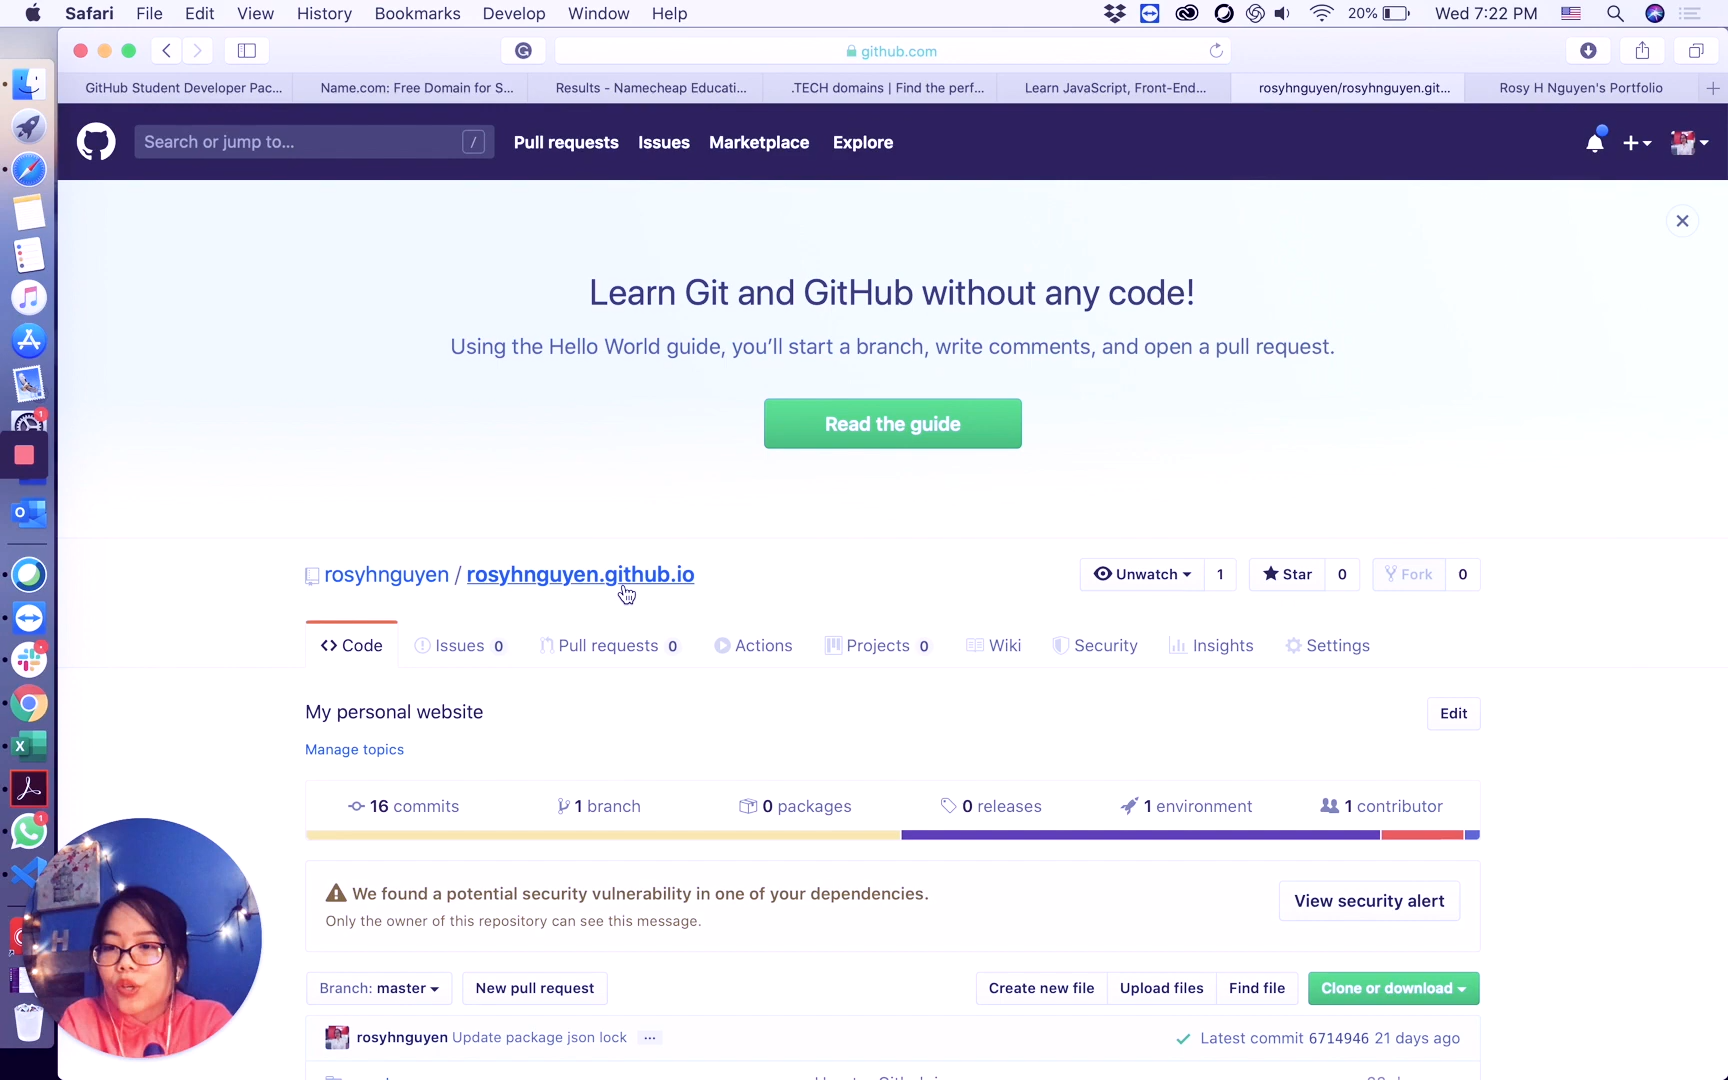 Safari File Edit View History Bookmarks Develop Window Help 20% Wed 7:22 PM
github.com
GitHub Student Developer Pac... Name.com: Free Domain for S... Results - Namecheap Educati... .TECH domains | Find the perf... Learn JavaScript, Front-End... rosyhnguyen/rosyhnguyen.git... Rosy H Nguyen's Portfolio
Search or jump to... / Pull requests Issues Marketplace Explore
Learn Git and GitHub without any code!
Using the Hello World guide, you’ll start a branch, write comments, and open a pull request.
Read the guide
rosyhnguyen / rosyhnguyen.github.io Unwatch 1 Star 0 Fork 0
Code Issues 0 Pull requests 0 Actions Projects 0 Wiki Security Insights Settings
My personal website Edit
Manage topics
16 commits 1 branch 0 packages 0 releases 1 environment 1 contributor
We found a potential security vulnerability in one of your dependencies.
Only the owner of this repository can see this message.
View security alert
Branch: master New pull request Create new file Upload files Find file Clone or download
rosyhnguyen Update package json lock ... Latest commit 6714946 21 days ago